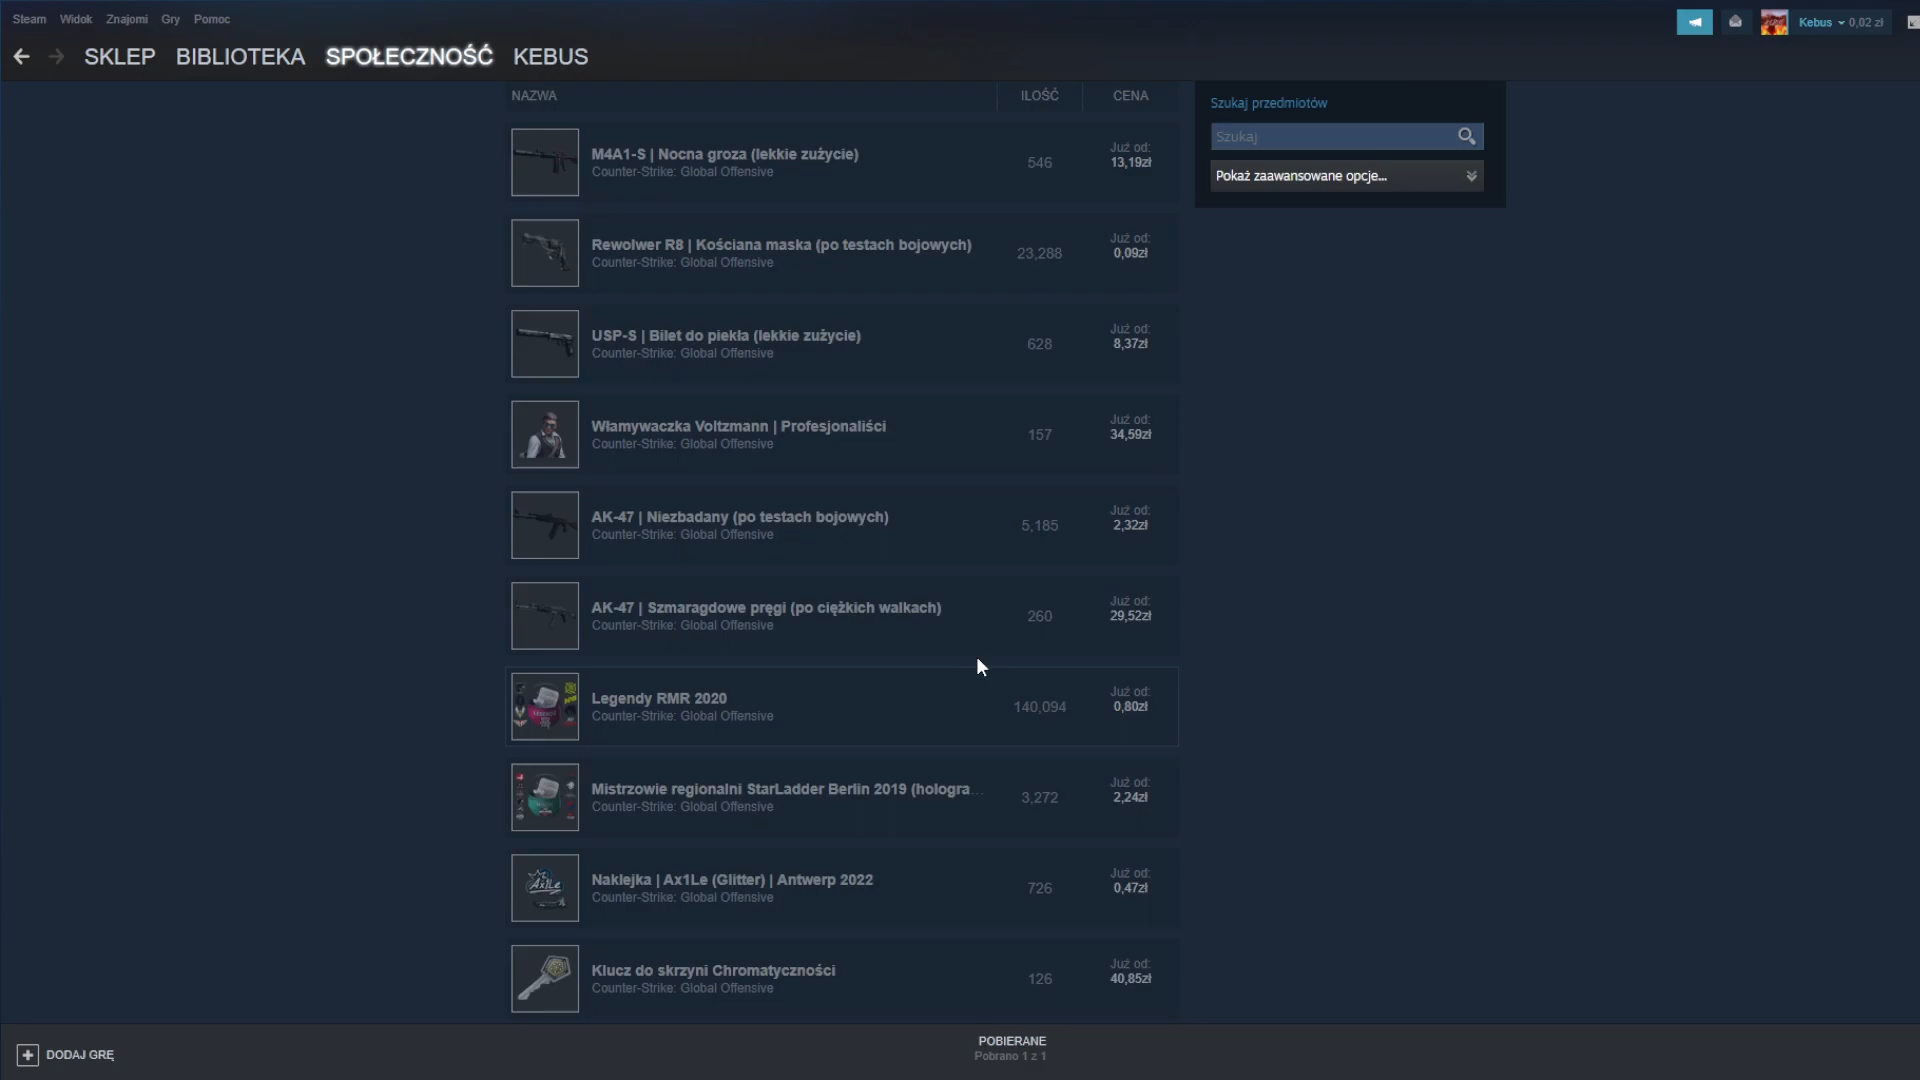 Steam Widok Znajomi Gry Pomoc
Kebus 0,02 zł
SKLEP BIBLIOTEKA SPOŁECZNOŚĆ KEBUS
NAZWA ILOŚĆ CENA
Szukaj przedmiotów
Szukaj
Pokaż zaawansowane opcje...
M4A1-S | Nocna groza (lekkie zużycie)
Counter-Strike: Global Offensive
546
Już od:
13,19zł
Rewolwer R8 | Kościana maska (po testach bojowych)
Counter-Strike: Global Offensive
23,288
Już od:
0,09zł
USP-S | Bilet do piekła (lekkie zużycie)
Counter-Strike: Global Offensive
628
Już od:
8,37zł
Włamywaczka Voltzmann | Profesjonaliści
Counter-Strike: Global Offensive
157
Już od:
34,59zł
AK-47 | Niezbadany (po testach bojowych)
Counter-Strike: Global Offensive
5,185
Już od:
2,32zł
AK-47 | Szmaragdowe pręgi (po ciężkich walkach)
Counter-Strike: Global Offensive
260
Już od:
29,52zł
Legendy RMR 2020
Counter-Strike: Global Offensive
140,094
Już od:
0,80zł
Mistrzowie regionalni StarLadder Berlin 2019 (hologra...
Counter-Strike: Global Offensive
3,272
Już od:
2,24zł
Naklejka | Ax1Le (Glitter) | Antwerp 2022
Counter-Strike: Global Offensive
726
Już od:
0,47zł
Klucz do skrzyni Chromatyczności
Counter-Strike: Global Offensive
126
Już od:
40,85zł
DODAJ GRĘ
POBIERANE
Pobrano 1 z 1